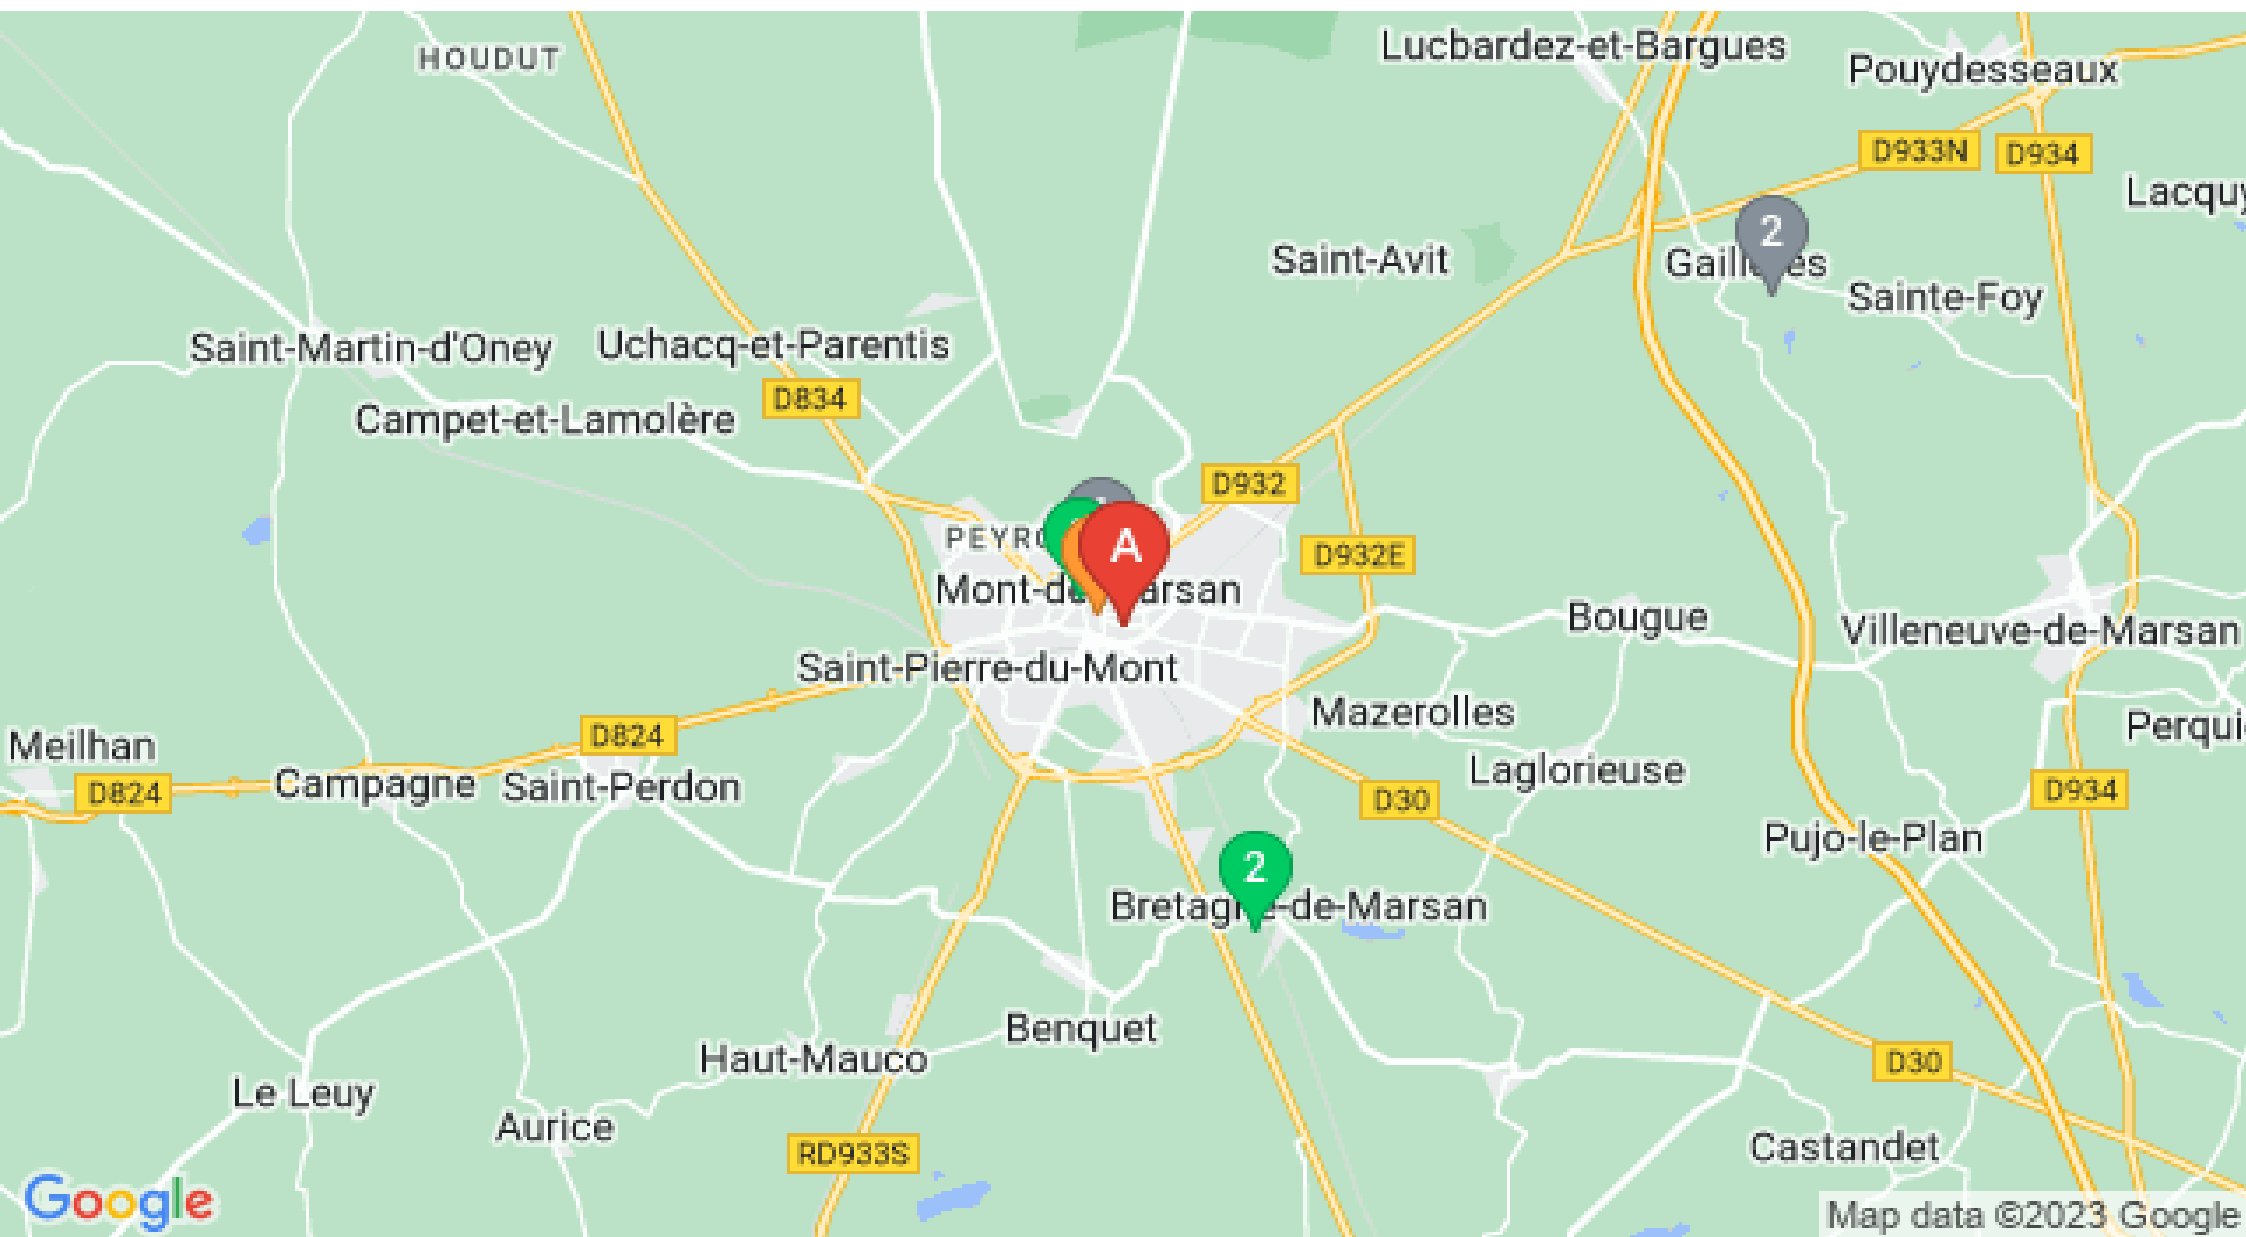 HOUDUT
Lucbardez-et-Bargues
Pouydesseaux
D933N
D934
Lacquy
2
Saint-Avit
Sainte-Foy
Saint-Martin-d'Oney
Uchacq-et-Parentis
D834
Campet-et-Lamolère
D932
A
D932E
Bougue
Villeneuve-de-Marsan
Saint-Pierre-du-Mont
Mazerolles
Meilhan
D824
D824
Campagne
Saint-Perdon
Laglorieuse
D30
D934
Pujo-le-Plan
2
Benquet
Haut-Mauco
D30
Le Leuy
Aurice
RD933S
Castandet
Google
Map data ©2023 Google